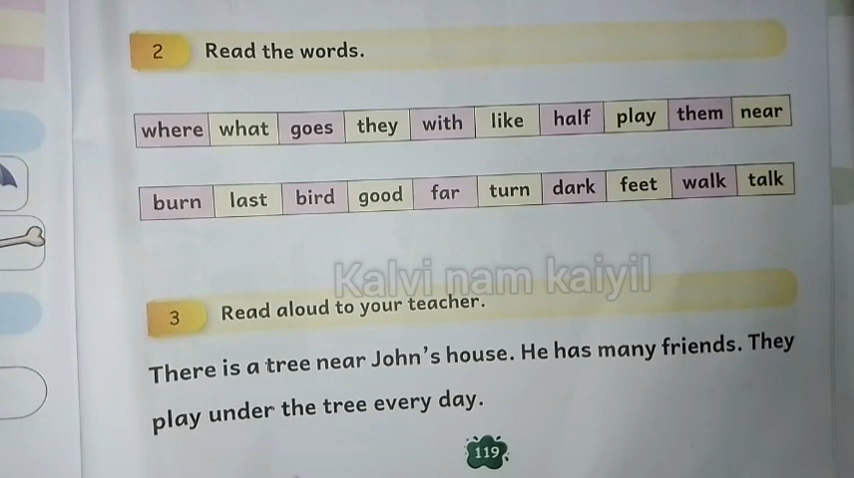 2 Read the words.
where what goes they with like half play them near
burn last bird good far turn dark feet walk talk
Kalvi nam kaiyil
3 Read aloud to your teacher.
There is a tree near John's house. He has many friends. They
play under the tree every day.
119